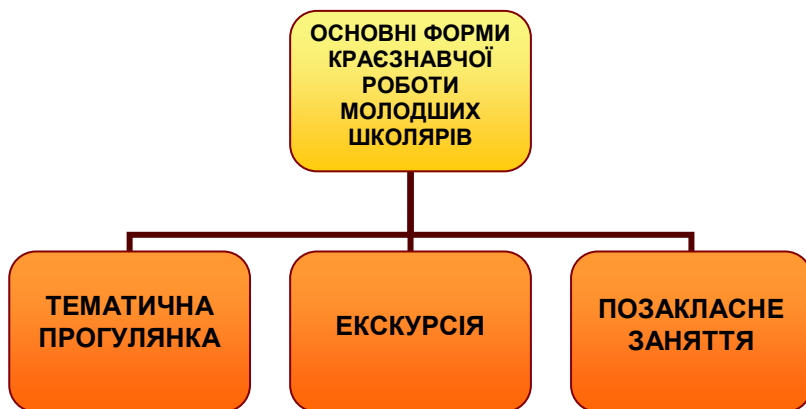 ОСНОВНІ ФОРМИ
КРАЄЗНАВЧОЇ
РОБОТИ
МОЛОДШИХ
ШКОЛЯРІВ
ТЕМАТИЧНА
ПРОГУЛЯНКА
ЕКСКУРСІЯ
ПОЗАКЛАСНЕ
ЗАНЯТТЯ